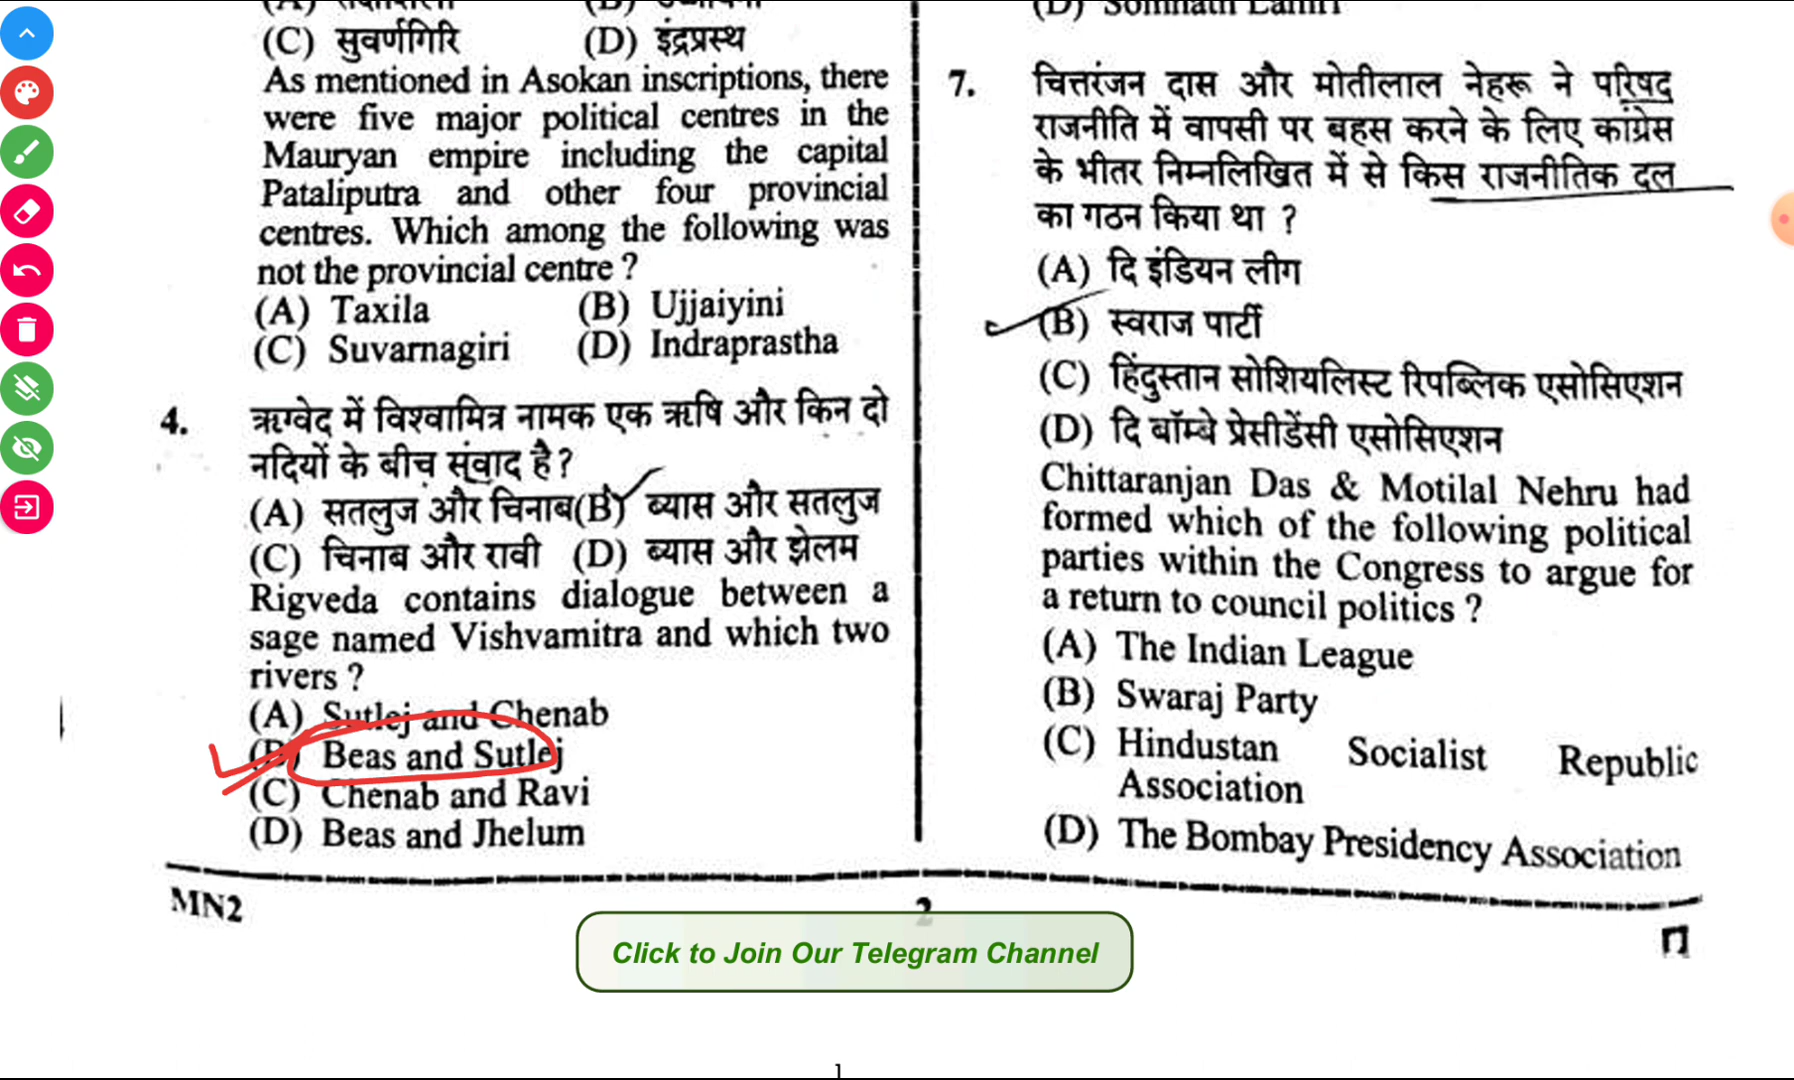 (C) सुवर्णगिरि (D) इंद्रप्रस्थ
As mentioned in Asokan inscriptions, there
were five major political centres in the
Mauryan empire including the capital
Pataliputra and other four provincial
centres. Which among the following was
not the provincial centre ?
(A) Taxila (B) Ujjaiyini
(C) Suvarnagiri (D) Indraprastha
4. ऋग्वेद में विश्वामित्र नामक एक ऋषि और किन दो
नदियों के बीच संवाद है?
(A) सतलुज और चिनाब (B) ब्यास और सतलुज
(C) चिनाब और रावी (D) ब्यास और झेलम
Rigveda contains dialogue between a
sage named Vishvamitra and which two
rivers ?
(A) Sutlej and Chenab
(B) Beas and Sutlej
(C) Chenab and Ravi
(D) Beas and Jhelum
MN2
(D) Somnath Lahiri
7. चित्तरंजन दास और मोतीलाल नेहरू ने परिषद
राजनीति में वापसी पर बहस करने के लिए कांग्रेस
के भीतर निम्नलिखित में से किस राजनीतिक दल
का गठन किया था ?
(A) दि इंडियन लीग
(B) स्वराज पार्टी
(C) हिंदुस्तान सोशियलिस्ट रिपब्लिक एसोसिएशन
(D) दि बॉम्बे प्रेसीडेंसी एसोसिएशन
Chittaranjan Das & Motilal Nehru had
formed which of the following political
parties within the Congress to argue for
a return to council politics ?
(A) The Indian League
(B) Swaraj Party
(C) Hindustan Socialist Republic
Association
(D) The Bombay Presidency Association
2
Click to Join Our Telegram Channel
1